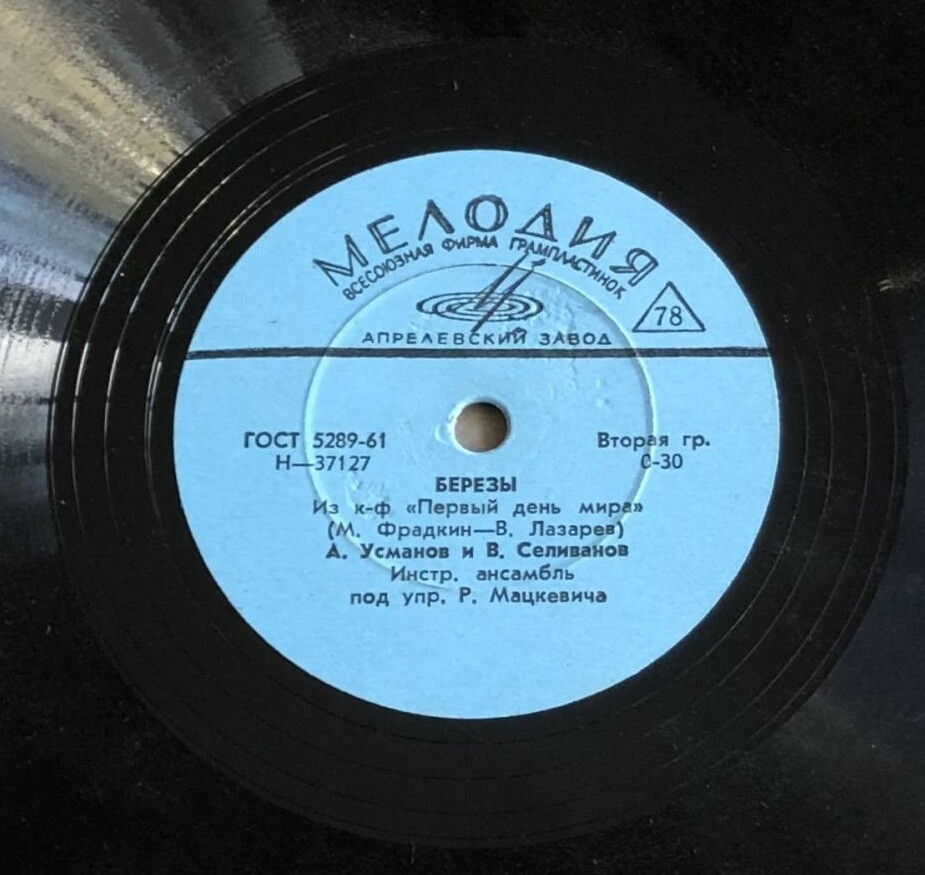 МЕЛОДИЯ
ВСЕСОЮЗНАЯ ФИРМА ГРАМПЛАСТИНОК
78
АПРЕЛЕВСКИЙ ЗАВОД
ГОСТ 5289-61
Н—37127
Вторая гр.
0-30
БЕРЕЗЫ
Из к-ф «Первый день мира»
(М. Фрадкин—В. Лазарев)
А. Усманов и В. Селиванов
Инстр. ансамбль
под упр. Р. Мацкевича